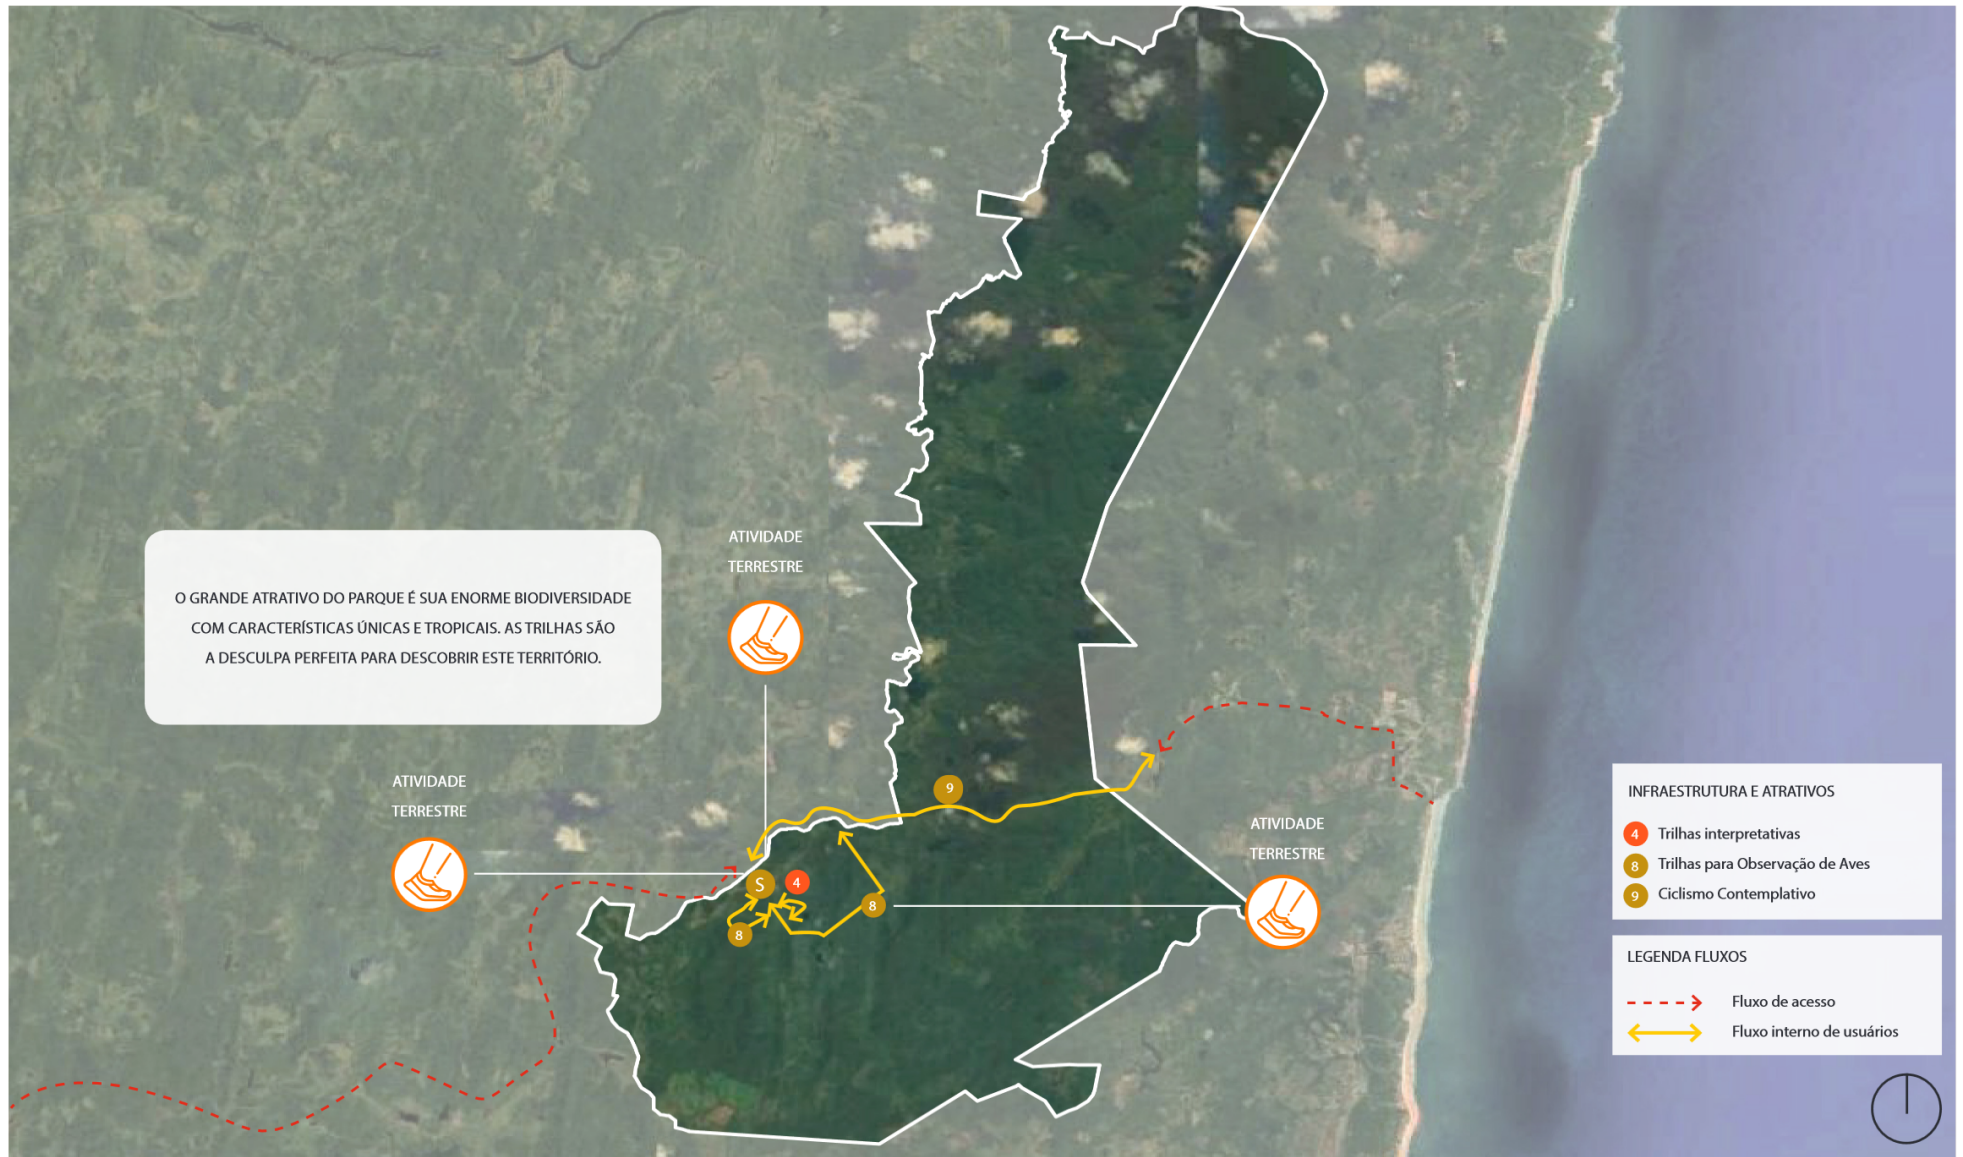 ATIVIDADE
TERRESTRE
O GRANDE ATRATIVO DO PARQUE É SUA ENORME BIODIVERSIDADE
COM CARACTERÍSTICAS ÚNICAS E TROPICAIS. AS TRILHAS SÃO
A DESCULPA PERFEITA PARA DESCOBRIR ESTE TERRITÓRIO.
ATIVIDADE
TERRESTRE
9
ATIVIDADE
TERRESTRE
S
4
8
8
INFRAESTRUTURA E ATRATIVOS
4 Trilhas interpretativas
8 Trilhas para Observação de Aves
9 Ciclismo Contemplativo
LEGENDA FLUXOS
Fluxo de acesso
Fluxo interno de usuários